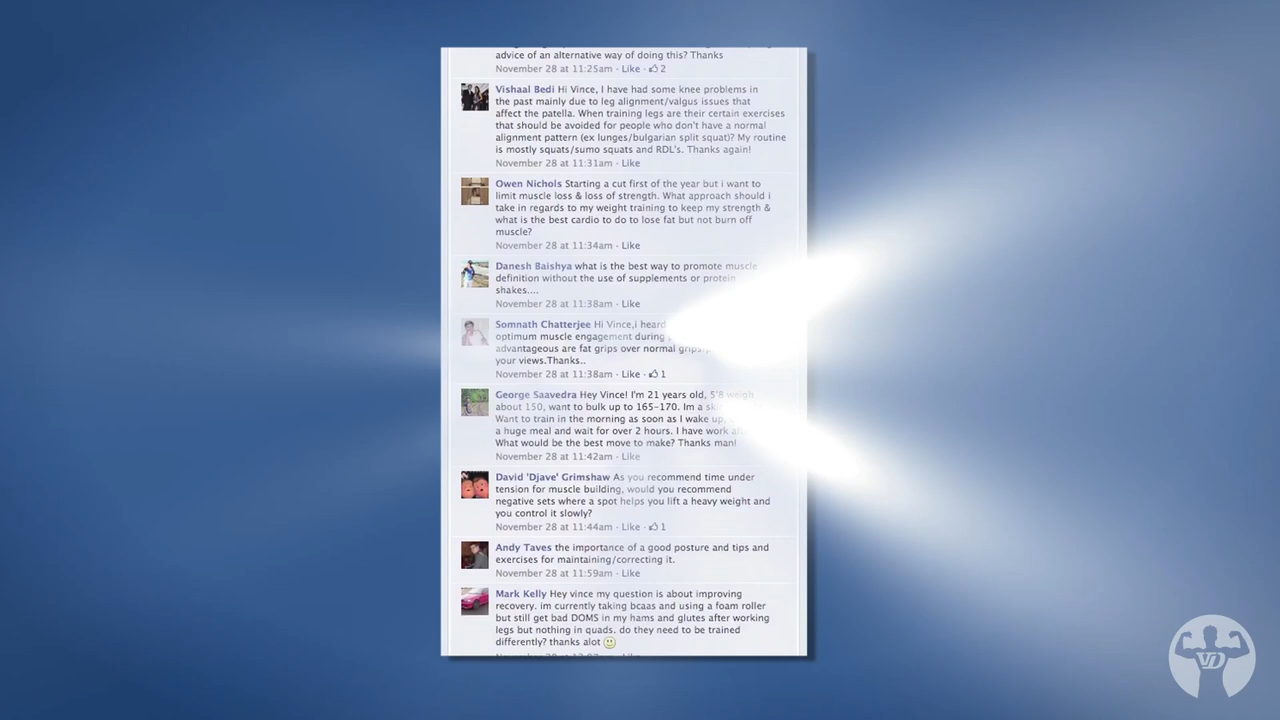 advice of an alternative way of doing this? Thanks
November 28 at 11:25am · Like · 2
Vishaal Bedi Hi Vince, I have had some knee problems in
the past mainly due to leg alignment/valgus issues that
affect the patella. When training legs are their certain exercises
that should be avoided for people who don't have a normal
alignment pattern (ex lunges/bulgarian split squat)? My routine
is mostly squats/sumo squats and RDL's. Thanks again!
November 28 at 11:31am · Like
Owen Nichols Starting a cut first of the year but i want to
limit muscle loss & loss of strength. What approach should i
take in regards to my weight training to keep my strength &
what is the best cardio to do to lose fat but not burn off
muscle?
November 28 at 11:34am · Like
Danesh Baishya what is the best way to promote muscle
definition without the use of supplements or protein
shakes....
November 28 at 11:38am · Like
Somnath Chatterjee Hi Vince,i heard
optimum muscle engagement during
advantageous are fat grips over normal
your views.Thanks..
November 28 at 11:38am · Like · 1
George Saavedra Hey Vince! I'm 21 years old, 5'8 weigh
about 150, want to bulk up to 165-170. Im a
Want to train in the morning as soon as I wake up,
a huge meal and wait for over 2 hours. I have work
What would be the best move to make? Thanks man!
November 28 at 11:42am · Like
David 'Djave' Grimshaw As you recommend time under
tension for muscle building, would you recommend
negative sets where a spot helps you lift a heavy weight and
you control it slowly?
November 28 at 11:44am · Like · 1
Andy Taves the importance of a good posture and tips and
exercises for maintaining/correcting it.
November 28 at 11:59am · Like
Mark Kelly Hey vince my question is about improving
recovery. im currently taking bcaas and using a foam roller
but still get bad DOMS in my hams and glutes after working
legs but nothing in quads. do they need to be trained
differently? thanks alot
VD